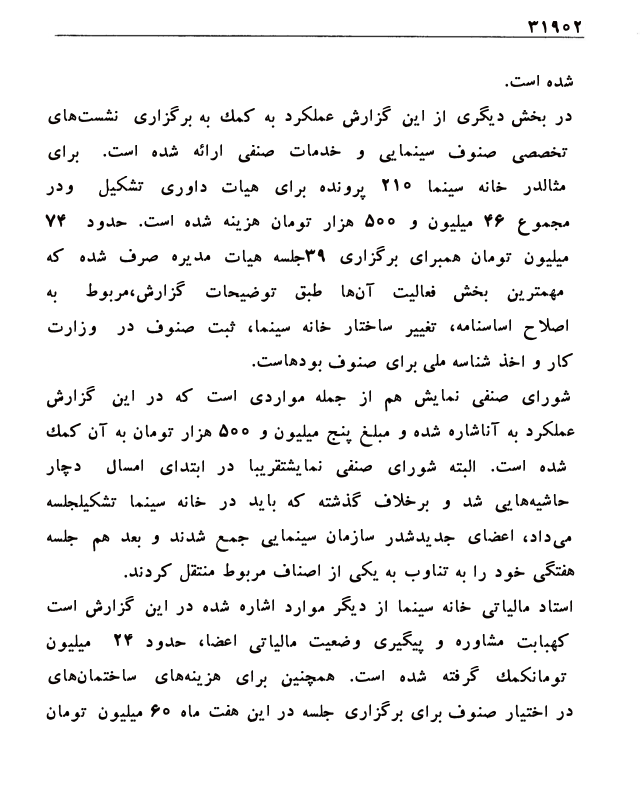 ۳۱۹۰۲
شده است.
در بخش دیگری از این گزارش عملکرد به کمك به برگزاری نشست‌های
تخصصی صنوف سینمایی و خدمات صنفی ارائه شده است. برای
مثالدر خانه سینما ۲۱۰ پرونده برای هیات داوری تشکیل ودر
مجموع ۴۶ میلیون و ۵۰۰ هزار تومان هزینه شده است. حدود ۷۴
میلیون تومان همبرای برگزاری ۳۹جلسه هیات مدیره صرف شده که
مهمترین بخش فعالیت آن‌ها طبق توضیحات گزارش،مربوط به
اصلاح اساسنامه، تغییر ساختار خانه سینما، ثبت صنوف در وزارت
کار و اخذ شناسه ملی برای صنوف بودهاست.
شورای صنفی نمایش هم از جمله مواردی است که در این گزارش
عملکرد به آناشاره شده و مبلغ پنج میلیون و ۵۰۰ هزار تومان به آن کمك
شده است. البته شورای صنفی نمایشتقریبا در ابتدای امسال دچار
حاشیه‌هایی شد و برخلاف گذشته که باید در خانه سینما تشکیلجلسه
می‌داد، اعضای جدیدشدر سازمان سینمایی جمع شدند و بعد هم جلسه
هفتگی خود را به تناوب به یکی از اصناف مربوط منتقل کردند.
استاد مالیاتی خانه سینما از دیگر موارد اشاره شده در این گزارش است
کهبابت مشاوره و پیگیری وضعیت مالیاتی اعضا، حدود ۲۴ میلیون
تومانکمك گرفته شده است. همچنین برای هزینه‌های ساختمان‌های
در اختیار صنوف برای برگزاری جلسه در این هفت ماه ۶۰ میلیون تومان